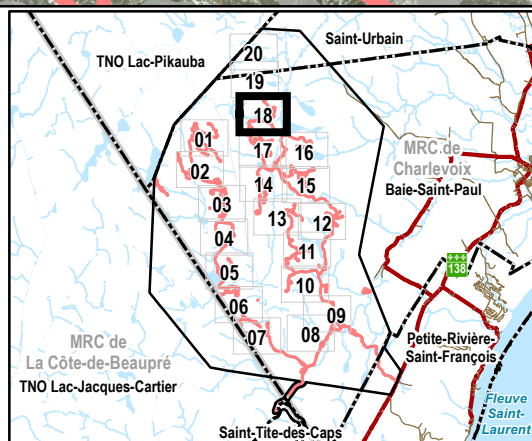 20
Saint-Urbain
TNO Lac-Pikauba
19
18
01
17
16
MRC de
Charlevoix
Baie-Saint-Paul
02
14
15
03
13
12
04
11
05
138
10
06
09
07
08
MRC de
La Côte-de-Beaupré
TNO Lac-Jacques-Cartier
Petite-Rivière-
Saint-François
Fleuve
Saint-
Laurent
Saint-Tite-des-Caps